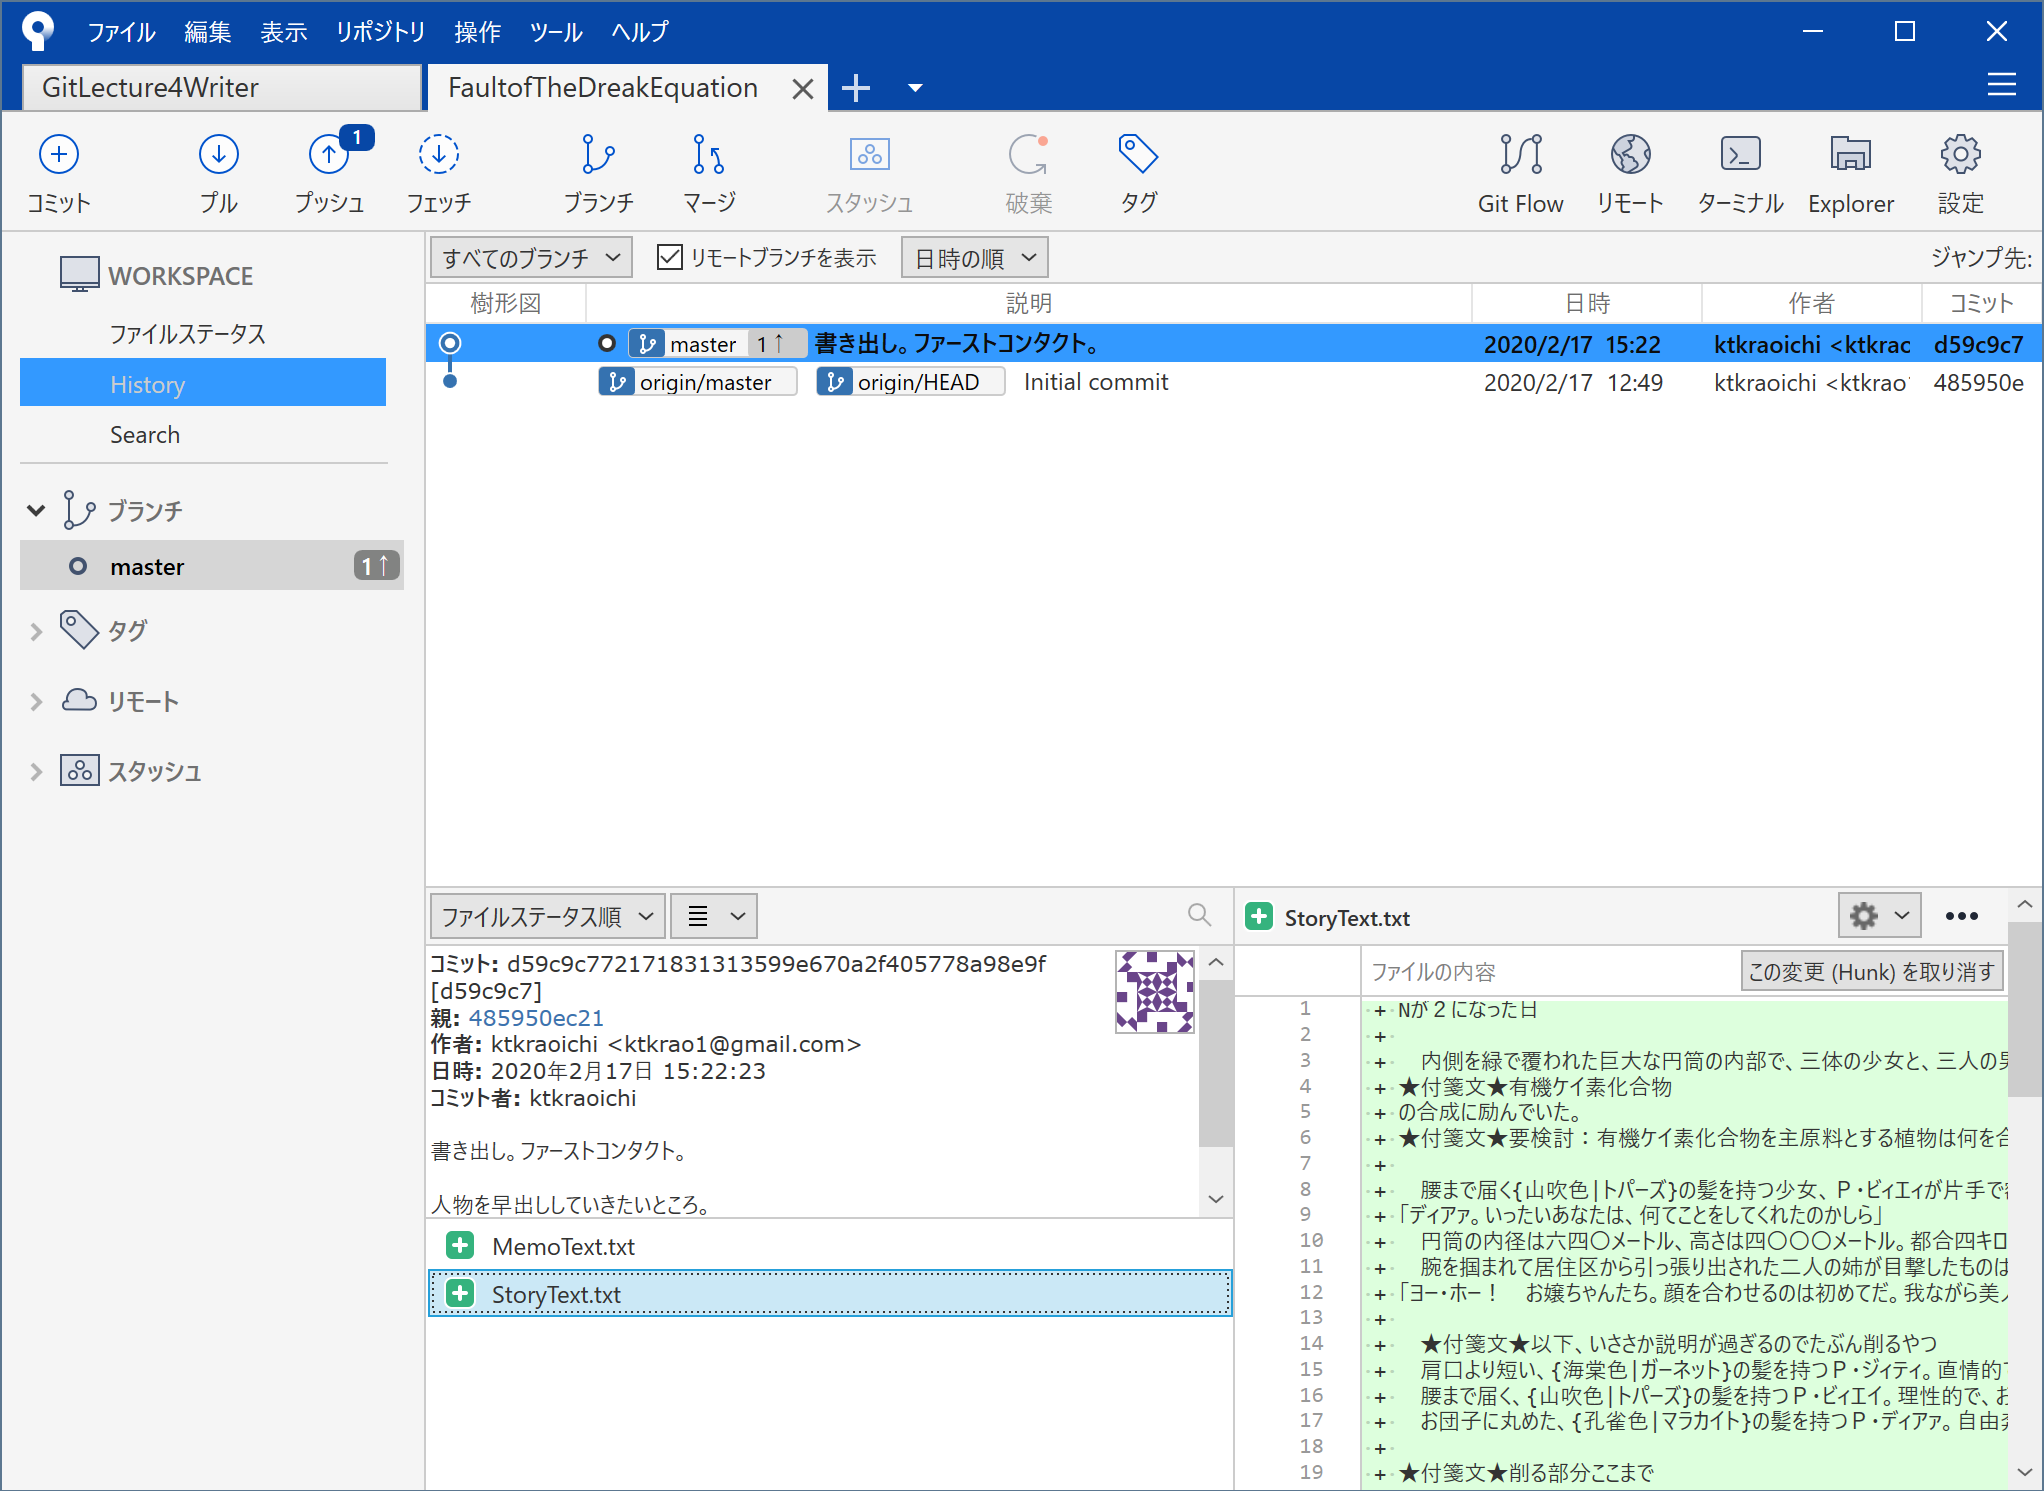 ファイル 編集 表示 リポジトリ 操作 ツール ヘルプ
GitLecture4Writer FaultofTheDreakEquation
1
コミット プル プッシュ フェッチ ブランチ マージ スタッシュ 破棄 タグ Git Flow リモート ターミナル Explorer 設定
WORKSPACE
ファイルステータス
History
Search
ブランチ
master 1↑
タグ
リモート
スタッシュ
すべてのブランチ リモートブランチを表示 日時の順 ジャンプ先:
樹形図 説明 日時 作者 コミット
master 1↑ 書き出し。ファーストコンタクト。 2020/2/17 15:22 ktkraoichi <ktkrac d59c9c7
origin/master origin/HEAD Initial commit 2020/2/17 12:49 ktkraoichi <ktkrao 485950e
ファイルステータス順
コミット: d59c9c772171831313599e670a2f405778a98e9f
[d59c9c7]
親: 485950ec21
作者: ktkraoichi <ktkrao1@gmail.com>
日時: 2020年2月17日 15:22:23
コミット者: ktkraoichi
書き出し。ファーストコンタクト。
人物を早出ししていきたいところ。
MemoText.txt
StoryText.txt
StoryText.txt
ファイルの内容 この変更 (Hunk) を取り消す
1 + Nが２になった日
2 +
3 + 　内側を緑で覆われた巨大な円筒の内部で、三体の少女と、三人の男
4 + ★付箋文★有機ケイ素化合物
5 + の合成に励んでいた。
6 + ★付箋文★要検討：有機ケイ素化合物を主原料とする植物は何を合
7 +
8 + 　腰まで届く{山吹色|トパーズ}の髪を持つ少女、Ｐ・ビィエィが片手で
9 + 「ディアァ。いったいあなたは、何てことをしてくれたのかしら」
10 + 　円筒の内径は六四〇メートル、高さは四〇〇〇メートル。都合四キロ
11 + 　腕を掴まれて居住区から引っ張り出された二人の姉が目撃したものは
12 + 「ヨー・ホー！　お嬢ちゃんたち。顔を合わせるのは初めてだ。我ながら美人
13 +
14 + 　★付箋文★以下、いささか説明が過ぎるのでたぶん削るやつ
15 + 　肩口より短い、{海棠色|ガーネット}の髪を持つＰ・ジィティ。直情的で
16 + 　腰まで届く、{山吹色|トパーズ}の髪を持つＰ・ビィエイ。理性的で、お
17 + 　お団子に丸めた、{孔雀色|マラカイト}の髪を持つＰ・ディアァ。自由奔
18 +
19 + ★付箋文★削る部分ここまで